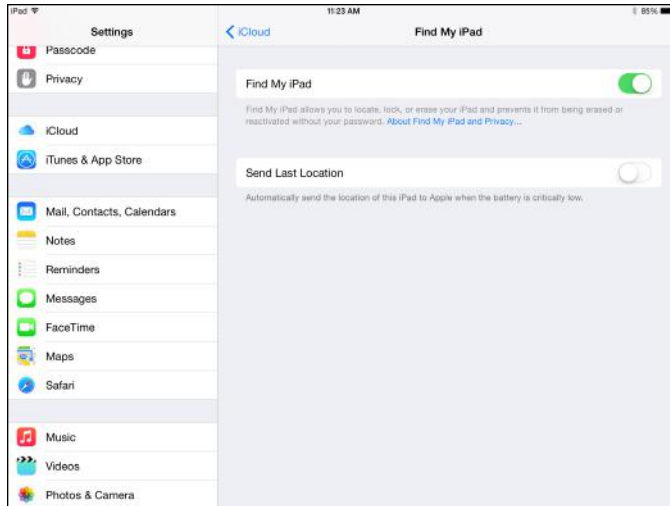 iPad 11:23 AM 85%
Settings
iCloud Find My iPad
Passcode
Privacy
iCloud
iTunes & App Store
Mail, Contacts, Calendars
Notes
Reminders
Messages
FaceTime
Maps
Safari
Music
Videos
Photos & Camera
Find My iPad
Find My iPad allows you to locate, lock, or erase your iPad and prevents it from being erased or
reactivated without your password. About Find My iPad and Privacy...
Send Last Location
Automatically send the location of this iPad to Apple when the battery is critically low.